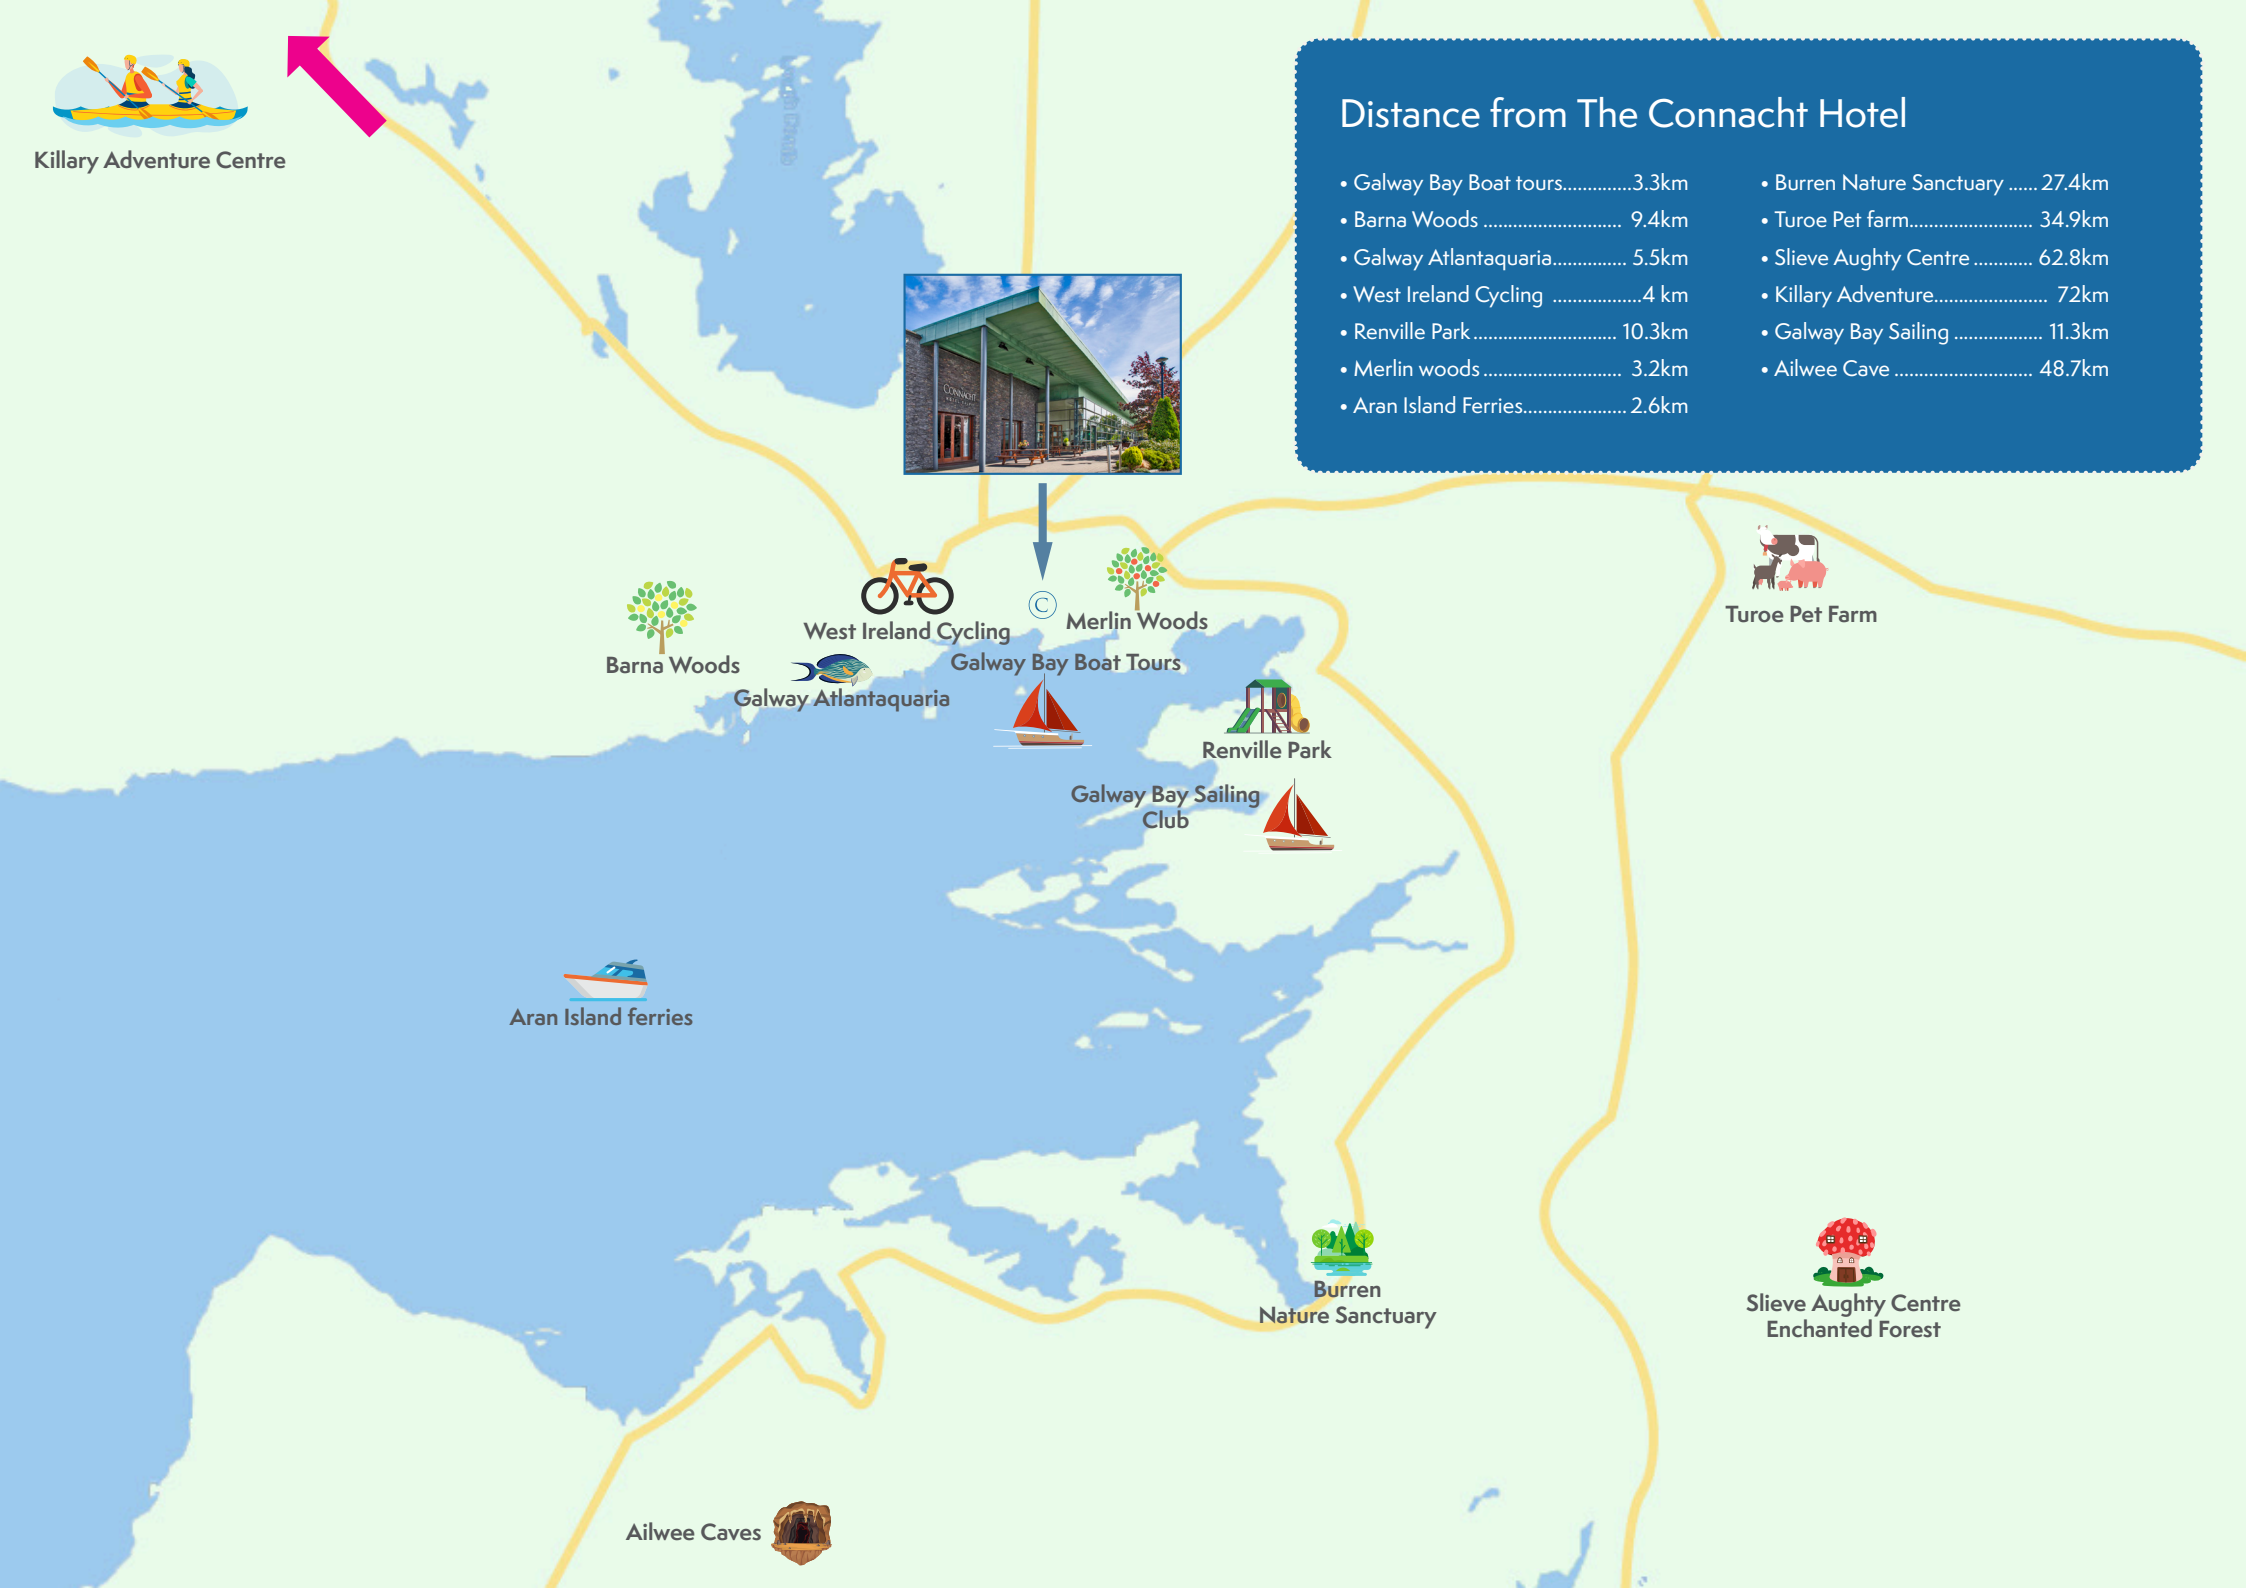 Killary Adventure Centre
Distance from The Connacht Hotel
• Galway Bay Boat tours..............3.3km
• Barna Woods ............................ 9.4km
• Galway Atlantaquaria............... 5.5km
• West Ireland Cycling ..................4 km
• Renville Park............................. 10.3km
• Merlin woods ............................ 3.2km
• Aran Island Ferries..................... 2.6km
• Burren Nature Sanctuary ...... 27.4km
• Turoe Pet farm......................... 34.9km
• Slieve Aughty Centre ............ 62.8km
• Killary Adventure....................... 72km
• Galway Bay Sailing .................. 11.3km
• Ailwee Cave ............................ 48.7km
CONNACHT
Turoe Pet Farm
©
Merlin Woods
West Ireland Cycling
Barna Woods
Galway Bay Boat Tours
Galway Atlantaquaria
Renville Park
Galway Bay Sailing
Club
Aran Island ferries
Burren
Nature Sanctuary
Slieve Aughty Centre
Enchanted Forest
Ailwee Caves